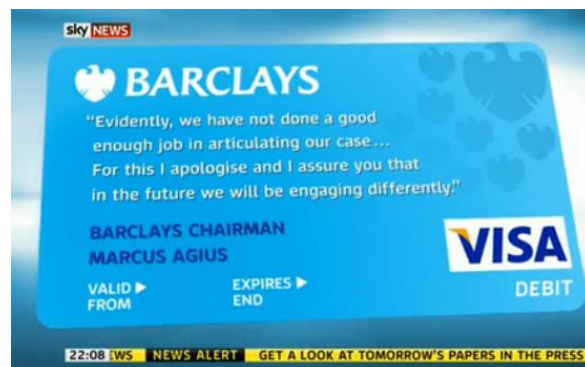 sky NEWS
BARCLAYS
“Evidently, we have not done a good
enough job in articulating our case...
For this I apologise and I assure you that
in the future we will be engaging differently.”
BARCLAYS CHAIRMAN
MARCUS AGIUS
VISA
VALID ▶
FROM
EXPIRES ▶
END
DEBIT
22:08 EWS NEWS ALERT GET A LOOK AT TOMORROW'S PAPERS IN THE PRESS